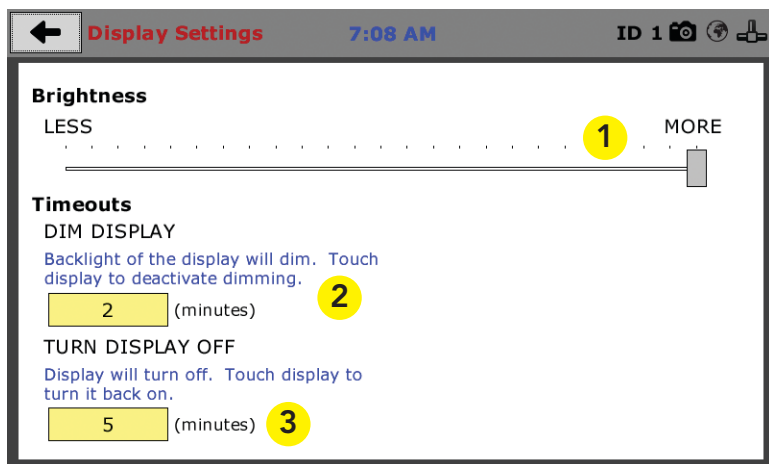 Display Settings 7:08 AM ID 1
Brightness
LESS MORE
1
Timeouts
DIM DISPLAY
Backlight of the display will dim. Touch
display to deactivate dimming.
2
2 (minutes)
TURN DISPLAY OFF
Display will turn off. Touch display to
turn it back on.
5 (minutes) 3